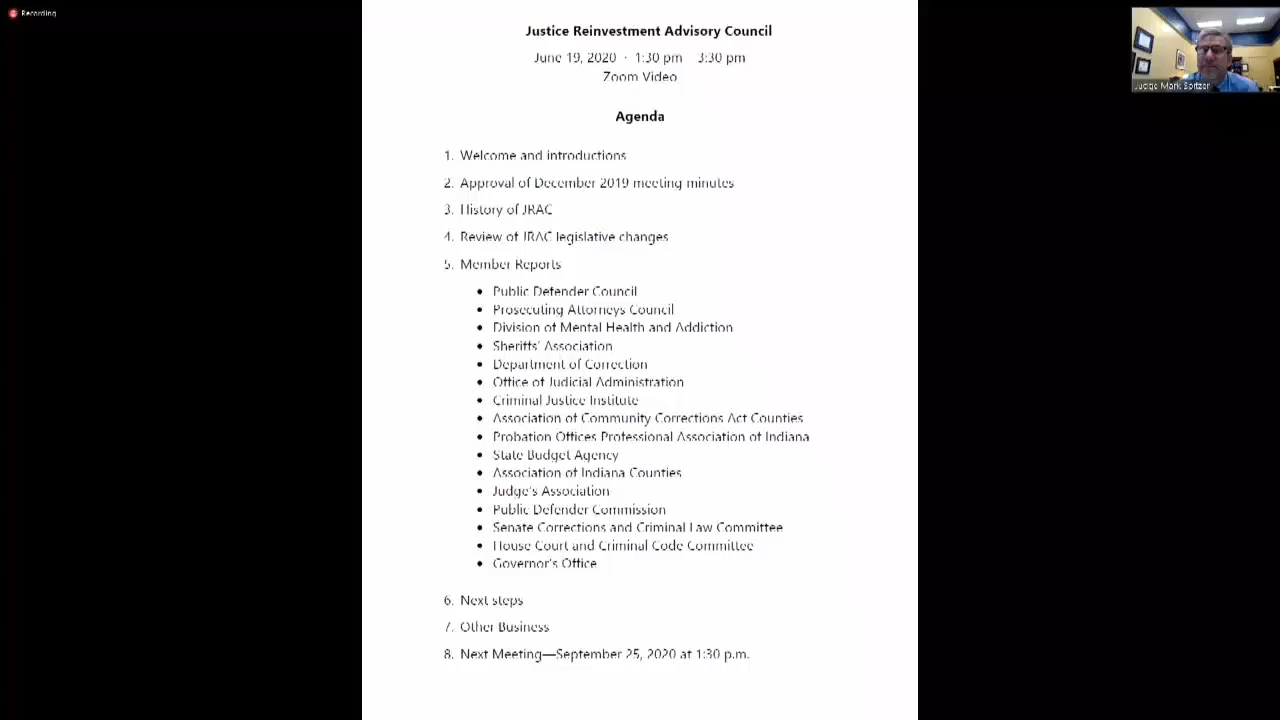 Recording
Justice Reinvestment Advisory Council
June 19, 2020 · 1:30 pm 3:30 pm
Zoom Video
Agenda
1. Welcome and introductions
2. Approval of December 2019 meeting minutes
3. History of JRAC
4. Review of JRAC legislative changes
5. Member Reports
• Public Defender Council
• Prosecuting Attorneys Council
• Division of Mental Health and Addiction
• Sheriffs' Association
• Department of Correction
• Office of Judicial Administration
• Criminal Justice Institute
• Association of Community Corrections Act Counties
• Probation Offices Professional Association of Indiana
• State Budget Agency
• Association of Indiana Counties
• Judge's Association
• Public Defender Commission
• Senate Corrections and Criminal Law Committee
• House Court and Criminal Code Committee
• Governor's Office
6. Next steps
7. Other Business
8. Next Meeting—September 25, 2020 at 1:30 p.m.
Judge Mark Spitzer